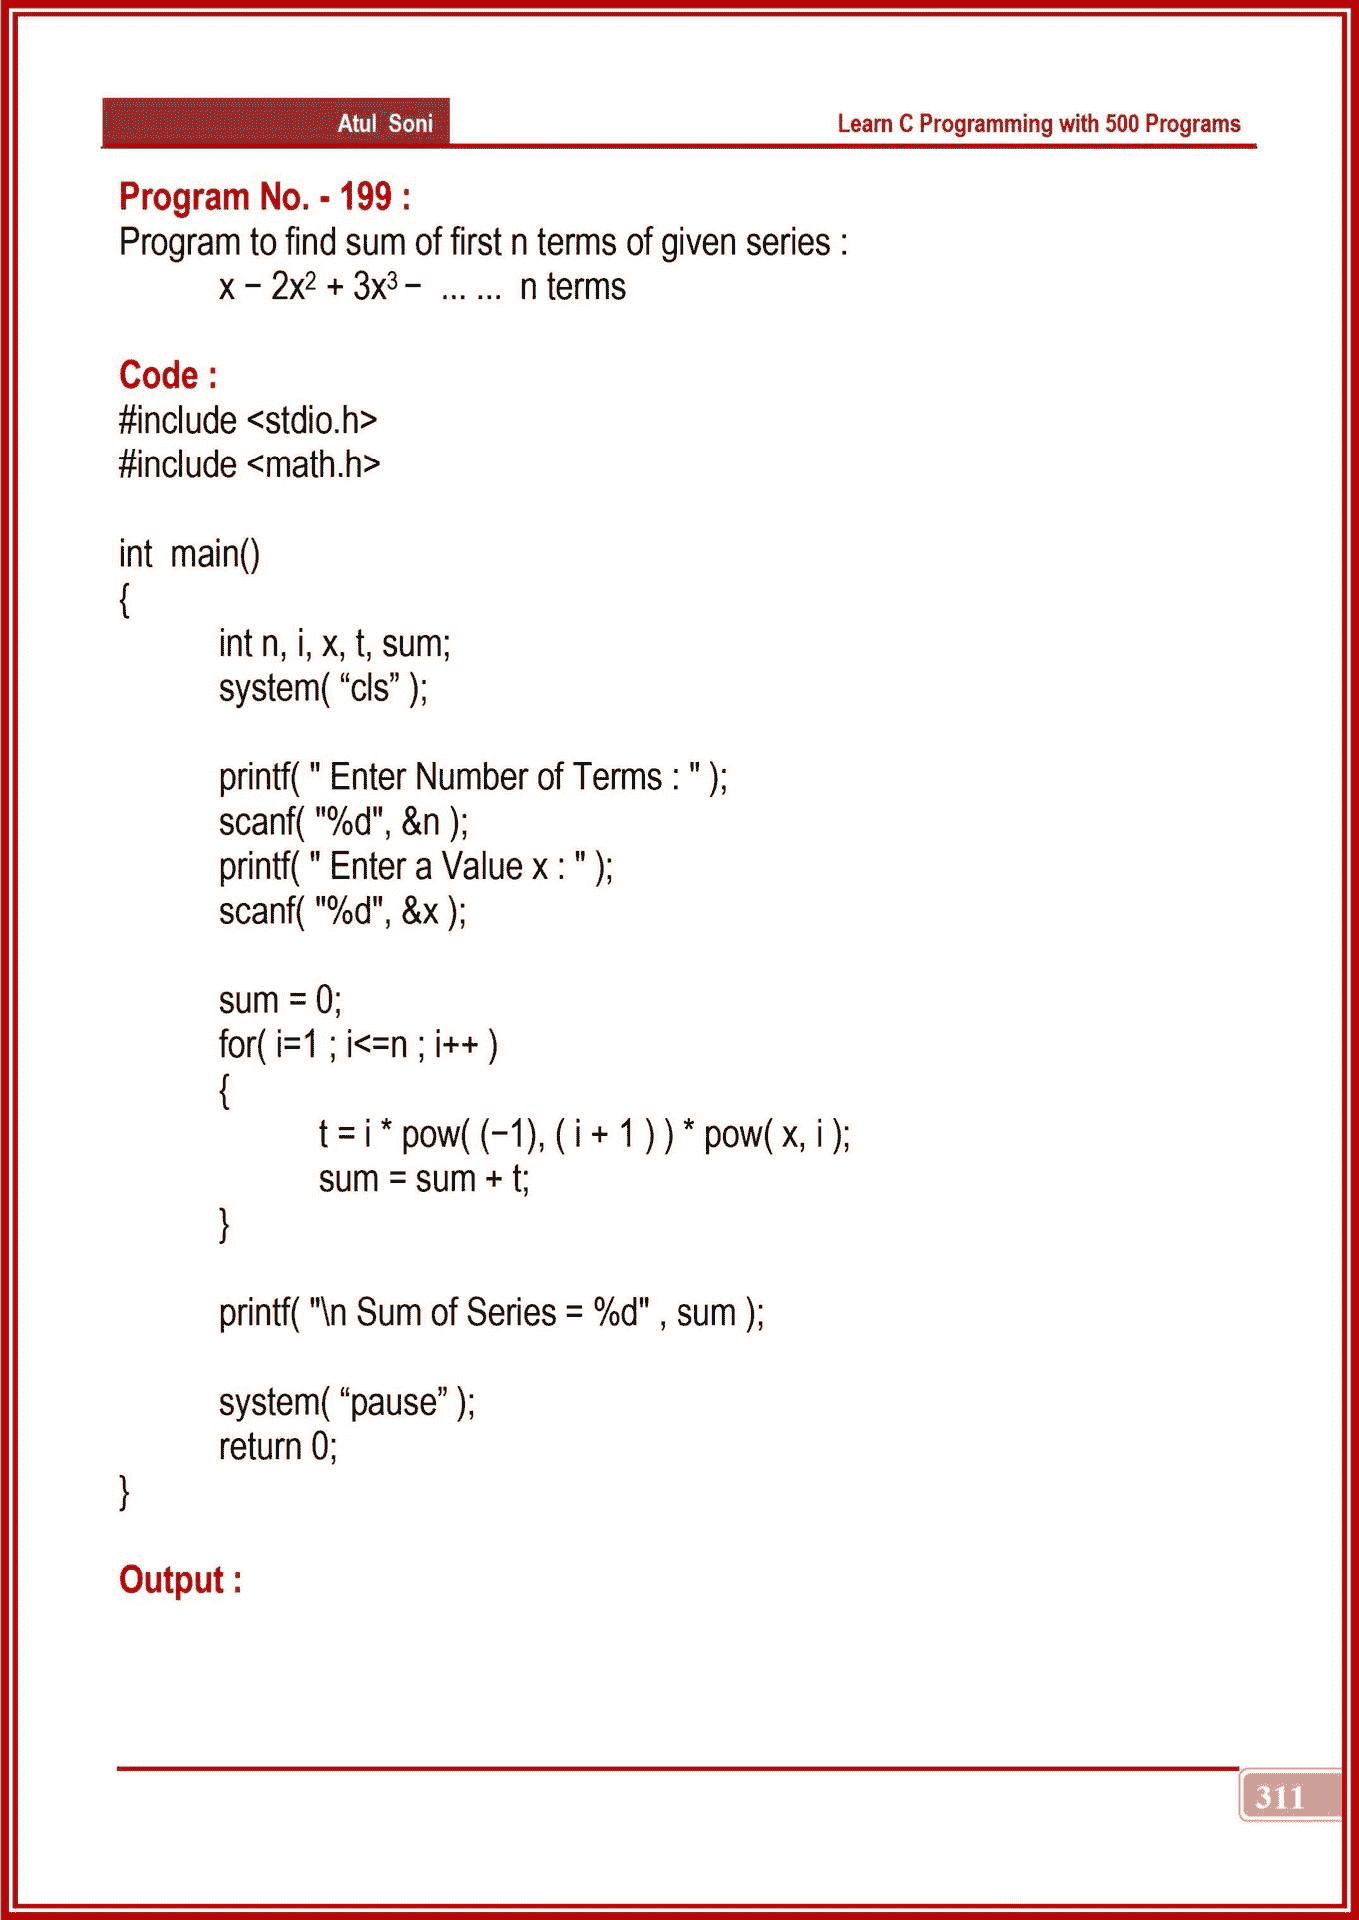 Atul  Soni
Learn C Programming with 500 Programs
Program No. - 199 :
Program to find sum of first n terms of given series :
x − 2x² + 3x³ −  ... ...  n terms
Code :
#include <stdio.h>
#include <math.h>
int  main()
{
int n, i, x, t, sum;
system( “cls” );
printf( " Enter Number of Terms : " );
scanf( "%d", &n );
printf( " Enter a Value x : " );
scanf( "%d", &x );
sum = 0;
for( i=1 ; i<=n ; i++ )
{
t = i * pow( (−1), ( i + 1 ) ) * pow( x, i );
sum = sum + t;
}
printf( "\n Sum of Series = %d" , sum );
system( “pause” );
return 0;
}
Output :
311